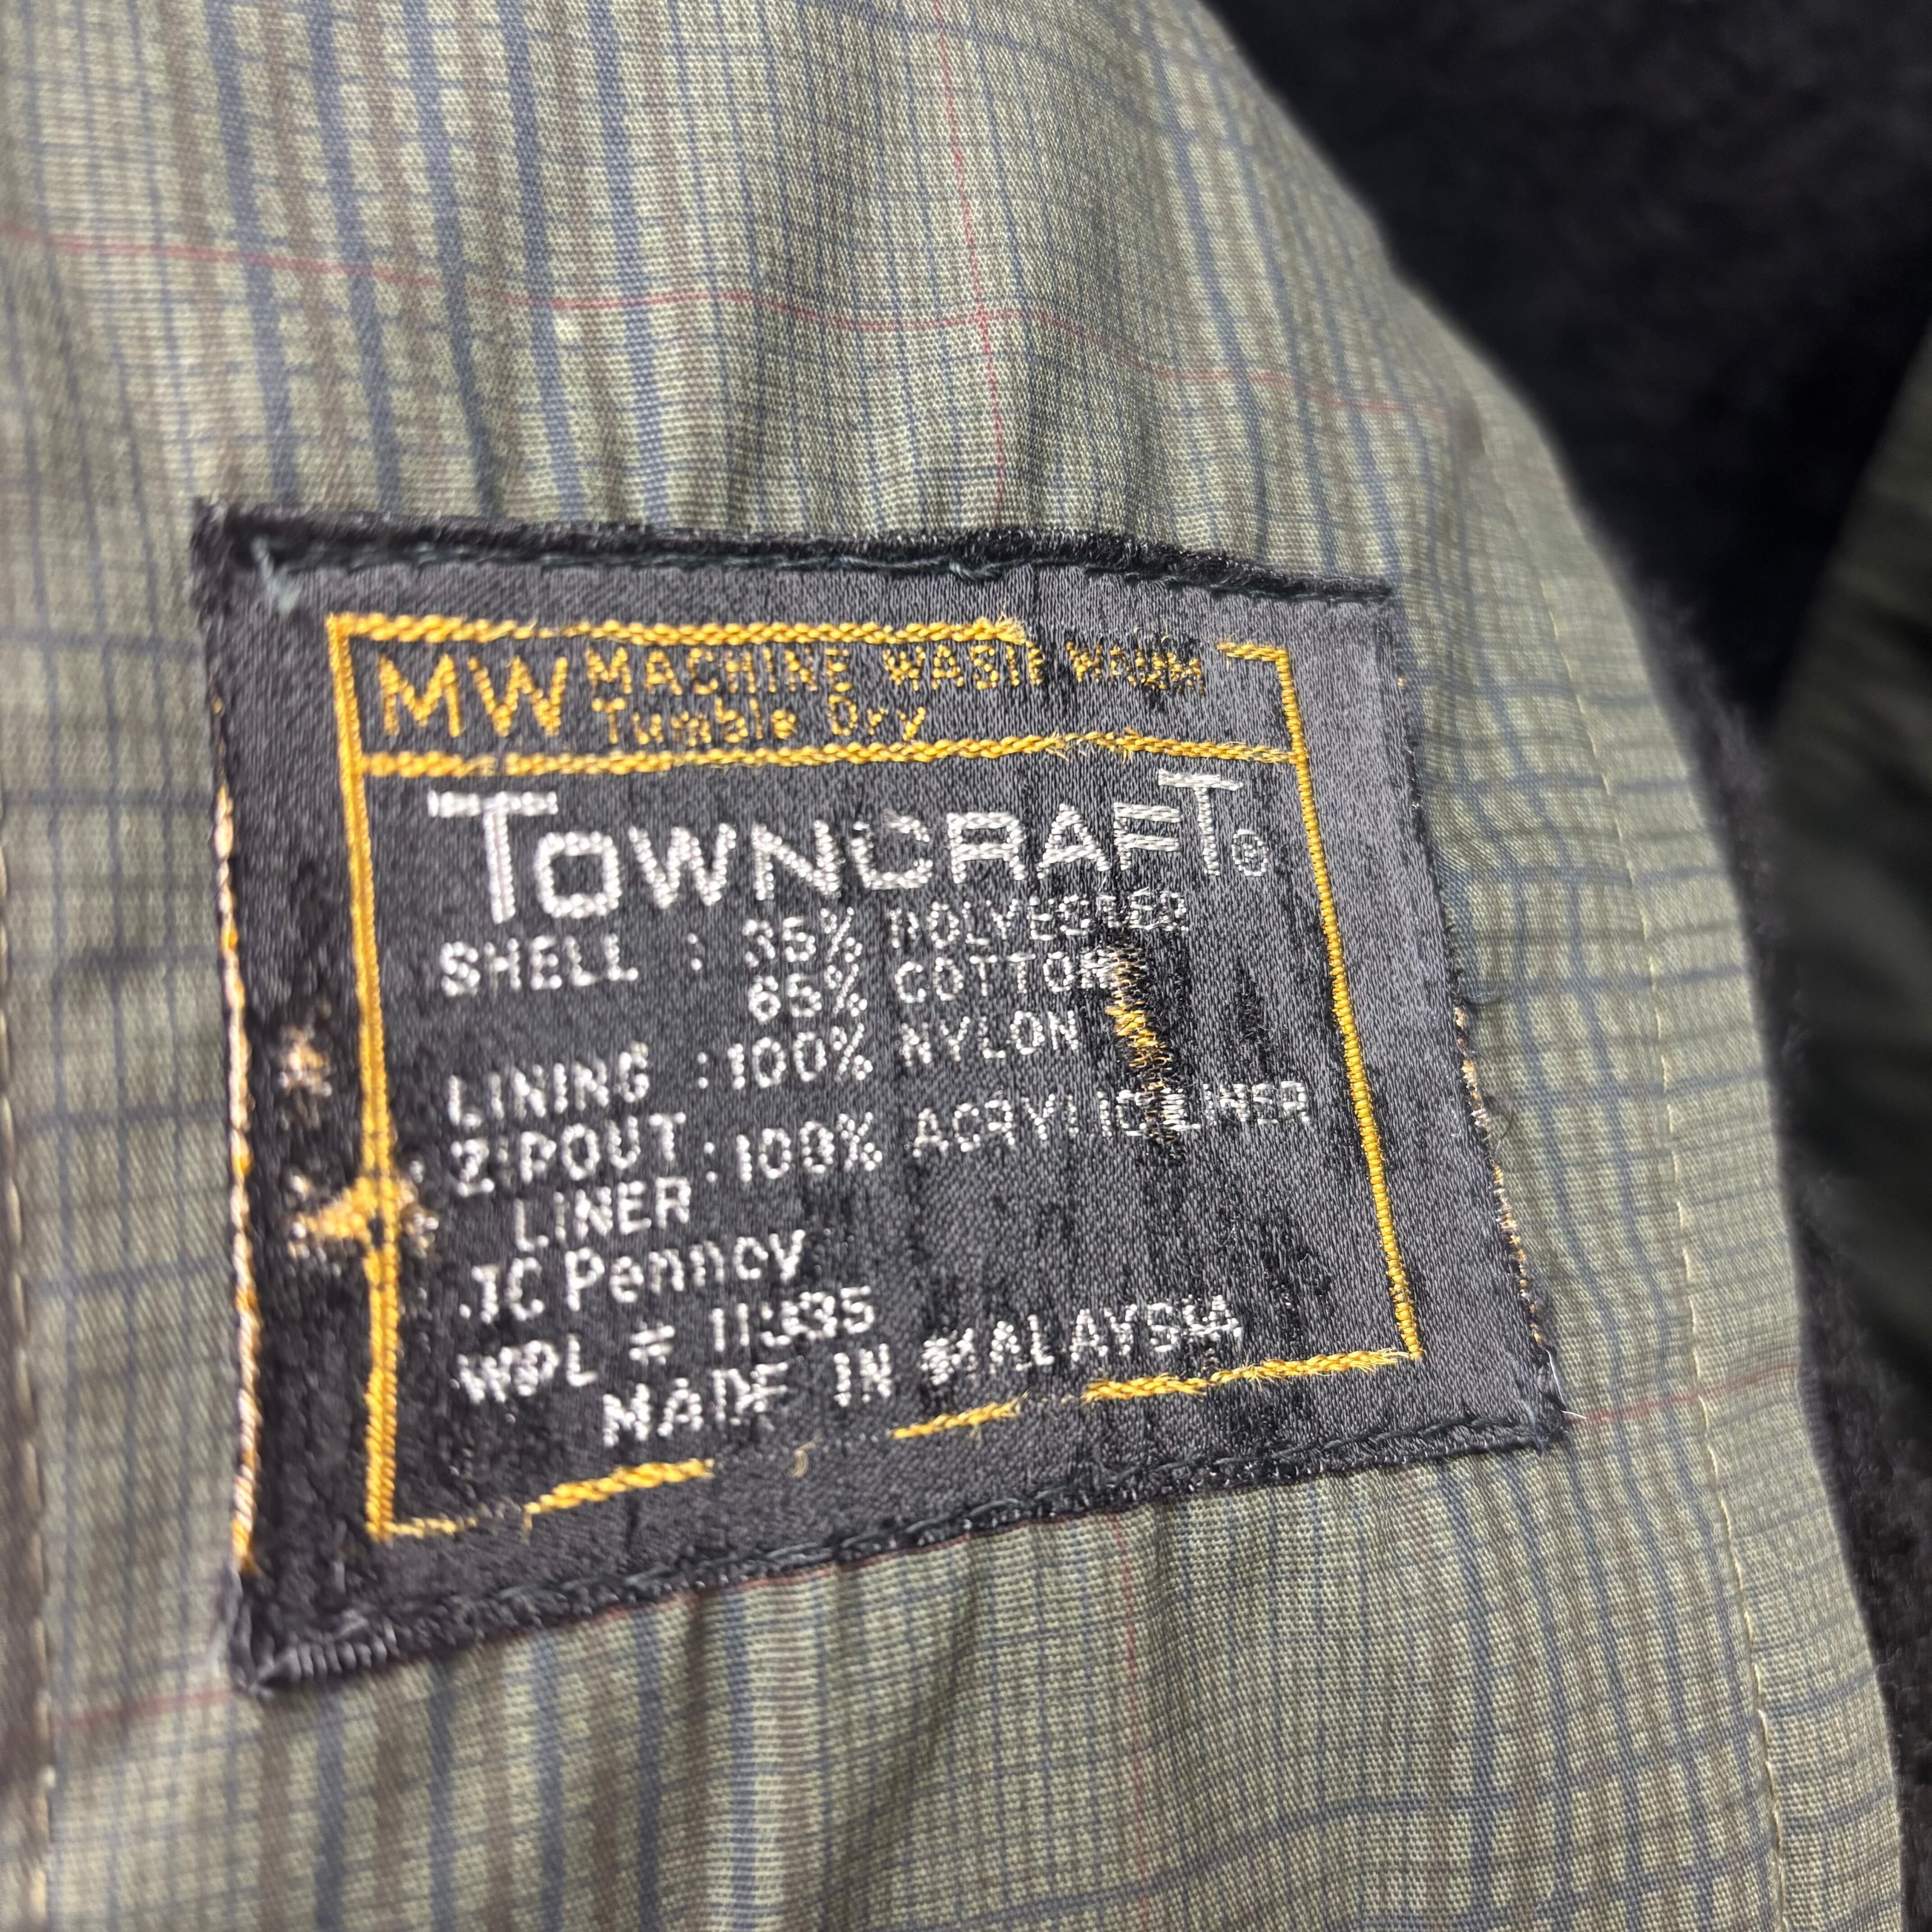 MW MACHINE WASH WARM
Tumble Dry
TOWNCRAFT®
SHELL : 35% POLYESTER
65% COTTON
LINING : 100% NYLON
ZIPOUT : 100% ACRYLIC LINER
LINER
JC Penney
WPL =
MADE IN MALAYSIA